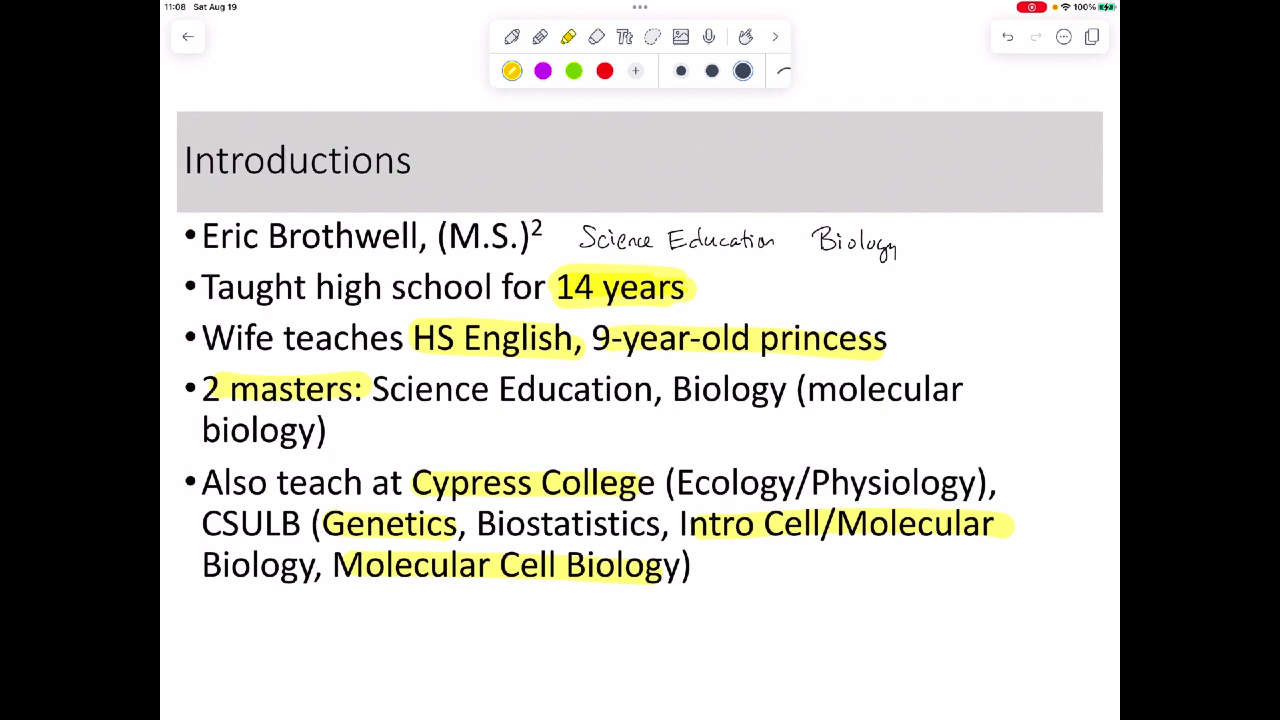 11:08 Sat Aug 19
100%
Tt
Introductions
•Eric Brothwell, (M.S.)² Science Education Biology
•Taught high school for 14 years
•Wife teaches HS English, 9-year-old princess
•2 masters: Science Education, Biology (molecular
biology)
•Also teach at Cypress College (Ecology/Physiology),
CSULB (Genetics, Biostatistics, Intro Cell/Molecular
Biology, Molecular Cell Biology)